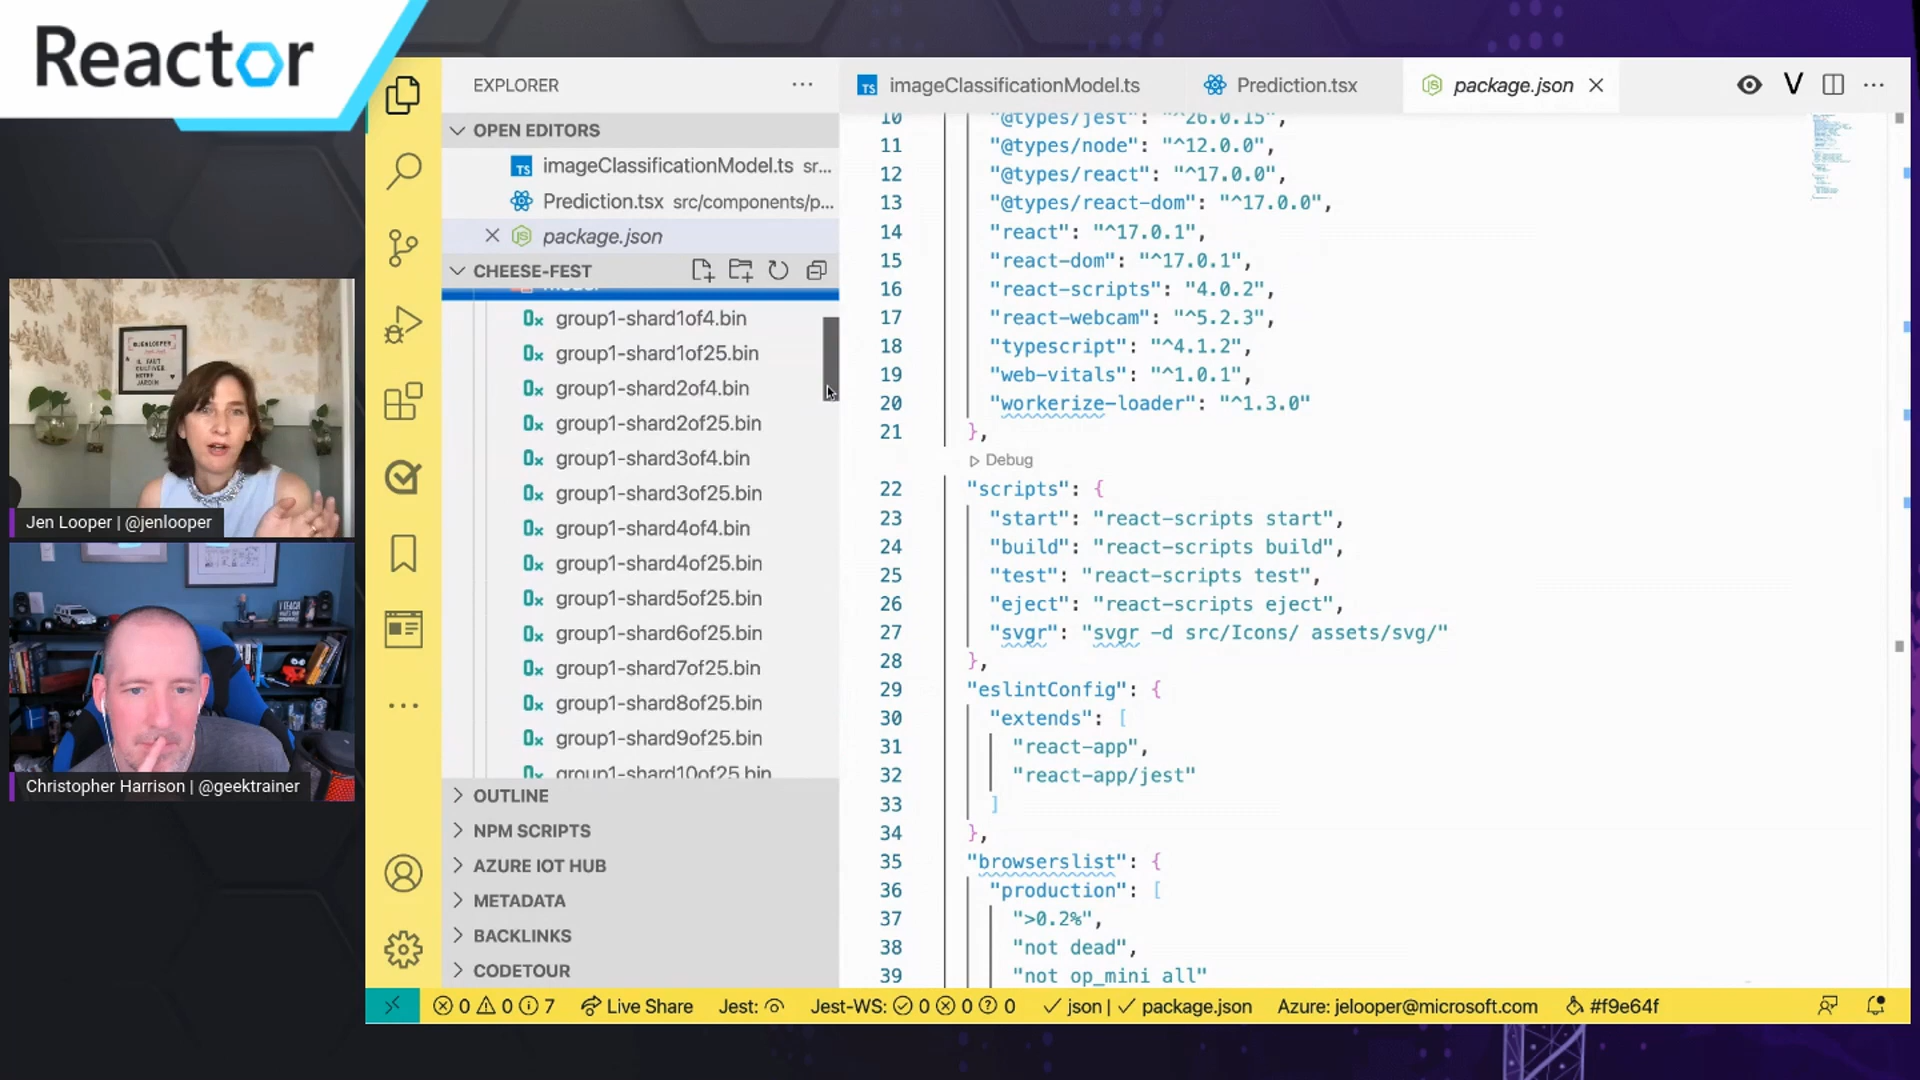 Reactor
EXPLORER
OPEN EDITORS
imageClassificationModel.ts sr...
Prediction.tsx src/components/p...
package.json
CHEESE-FEST
group1-shard1of4.bin
group1-shard1of25.bin
group1-shard2of4.bin
group1-shard2of25.bin
group1-shard3of4.bin
group1-shard3of25.bin
group1-shard4of4.bin
group1-shard4of25.bin
group1-shard5of25.bin
group1-shard6of25.bin
group1-shard7of25.bin
group1-shard8of25.bin
group1-shard9of25.bin
group1-shard10of25.bin
OUTLINE
NPM SCRIPTS
AZURE IOT HUB
METADATA
BACKLINKS
CODETOUR
imageClassificationModel.ts
Prediction.tsx
package.json
10 "@types/jest": "^26.0.15",
11 "@types/node": "^12.0.0",
12 "@types/react": "^17.0.0",
13 "@types/react-dom": "^17.0.0",
14 "react": "^17.0.1",
15 "react-dom": "^17.0.1",
16 "react-scripts": "4.0.2",
17 "react-webcam": "^5.2.3",
18 "typescript": "^4.1.2",
19 "web-vitals": "^1.0.1",
20 "workerize-loader": "^1.3.0"
21 },
Debug
22 "scripts": {
23 "start": "react-scripts start",
24 "build": "react-scripts build",
25 "test": "react-scripts test",
26 "eject": "react-scripts eject",
27 "svgr": "svgr -d src/Icons/ assets/svg/"
28 },
29 "eslintConfig": {
30 "extends": [
31 "react-app",
32 "react-app/jest"
33 ]
34 },
35 "browserslist": {
36 "production": [
37 ">0.2%",
38 "not dead",
39 "not op_mini all"
Jen Looper | @jenlooper
Christopher Harrison | @geektrainer
0 0 7 Live Share Jest: Jest-WS: 0 0 0 json | package.json Azure: jelooper@microsoft.com #f9e64f